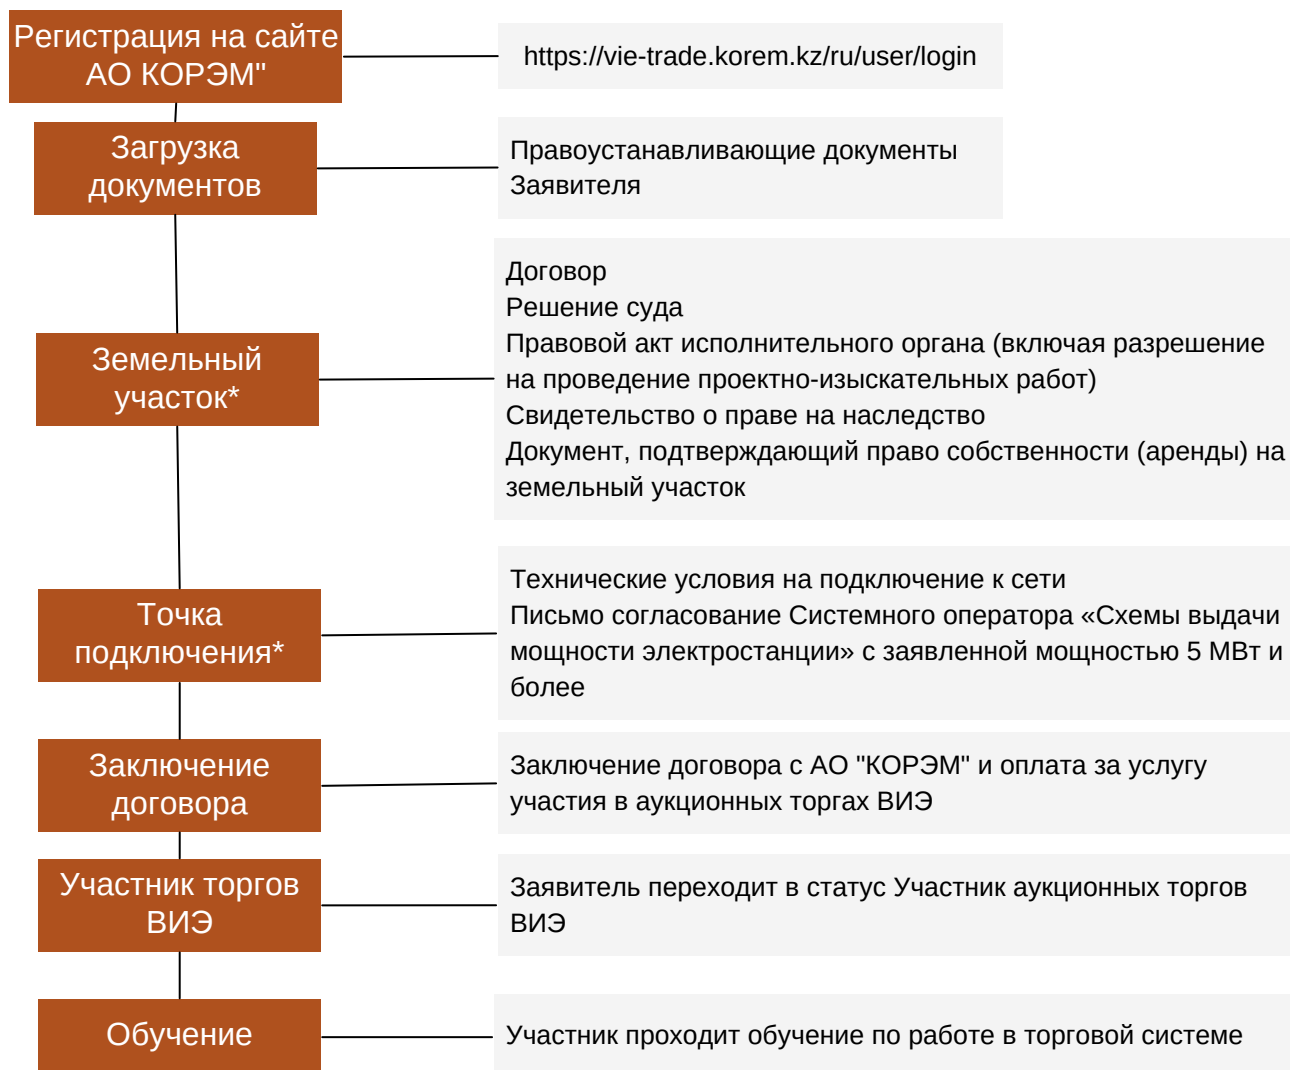 Регистрация на сайте
АО КОРЭМ"
https://vie-trade.korem.kz/ru/user/login
Загрузка
документов
Правоустанавливающие документы
Заявителя
Земельный
участок*
Договор
Решение суда
Правовой акт исполнительного органа (включая разрешение
на проведение проектно-изыскательных работ)
Свидетельство о праве на наследство
Документ, подтверждающий право собственности (аренды) на
земельный участок
Точка
подключения*
Технические условия на подключение к сети
Письмо согласование Системного оператора «Схемы выдачи
мощности электростанции» с заявленной мощностью 5 МВт и
более
Заключение
договора
Заключение договора с АО "КОРЭМ" и оплата за услугу
участия в аукционных торгах ВИЭ
Участник торгов
ВИЭ
Заявитель переходит в статус Участник аукционных торгов
ВИЭ
Обучение
Участник проходит обучение по работе в торговой системе